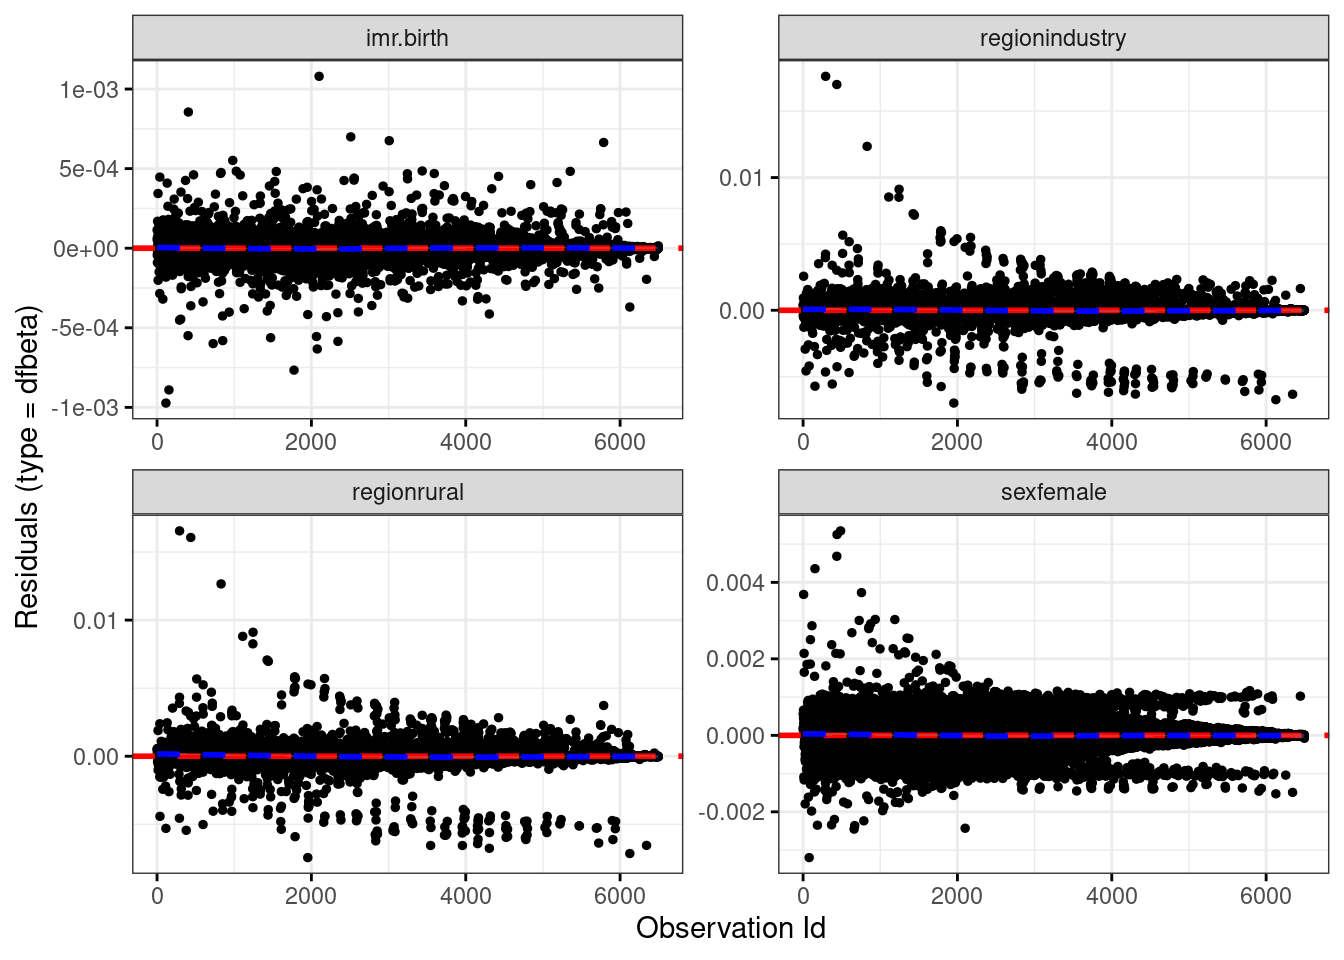 imr.birth
regionindustry
1e-03
5e-04
0e+00
-5e-04
-1e-03
0 2000 4000 6000
0.01
0.00
0 2000 4000 6000
regionrural
sexfemale
0.01
0.00
0 2000 4000 6000
0.004
0.002
0.000
-0.002
0 2000 4000 6000
Residuals (type = dfbeta)
Observation Id